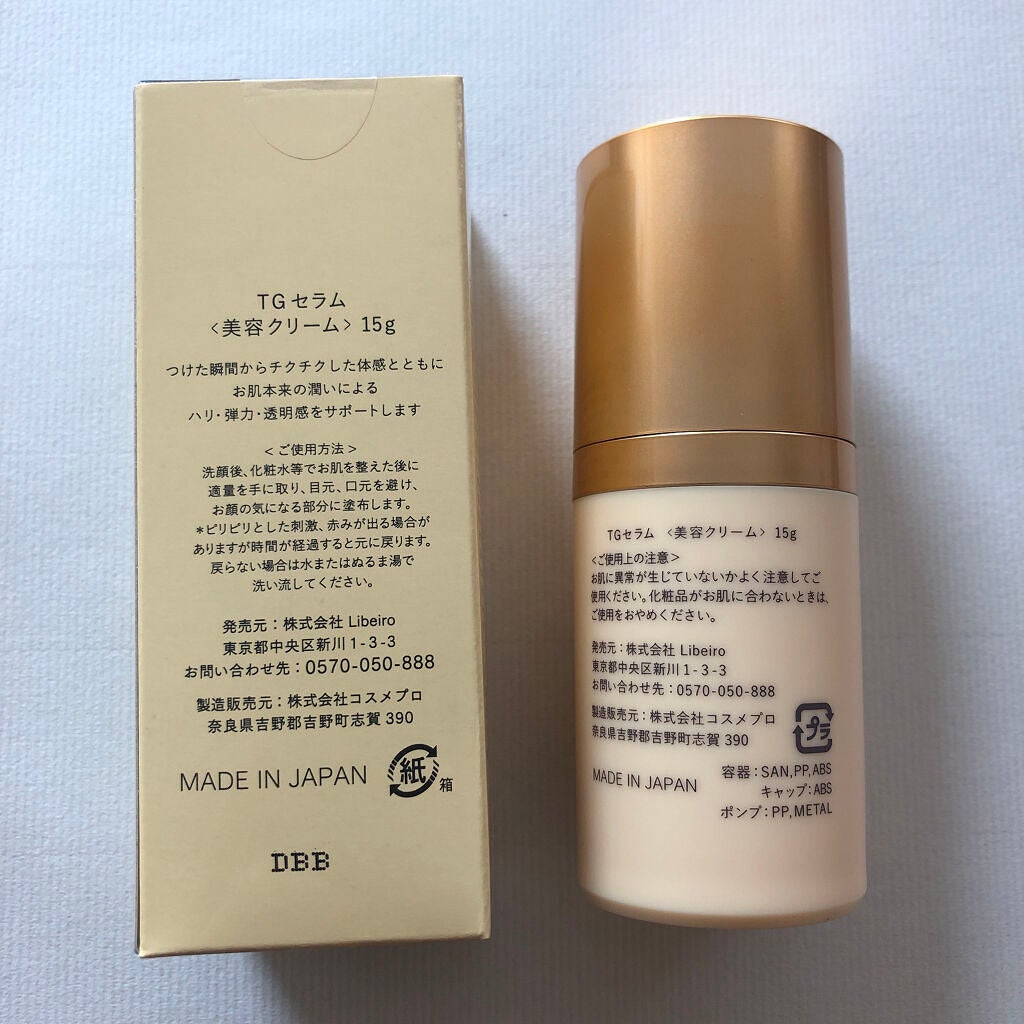 TGセラム
<美容クリーム> 15g
つけた瞬間からチクチクした体感とともに
お肌本来の潤いによる
ハリ・弾力・透明感をサポートします
<ご使用方法>
洗顔後、化粧水等でお肌を整えた後に
適量を手に取り、目元、口元を避け、
お顔の気になる部分に塗布します。
*ピリピリとした刺激、赤みが出る場合が
ありますが時間が経過すると元に戻ります。
戻らない場合は水またはぬるま湯で
洗い流してください。
発売元：株式会社 Libeiro
東京都中央区新川1-3-3
お問い合わせ先：0570-050-888
製造販売元：株式会社コスメプロ
奈良県吉野郡吉野町志賀 390
MADE IN JAPAN
紙
箱
DBB
TGセラム <美容クリーム> 15g
<ご使用上の注意>
お肌に異常が生じていないかよく注意してご
使用ください。化粧品がお肌に合わないときは、
ご使用をおやめください。
発売元：株式会社 Libeiro
東京都中央区新川1-3-3
お問い合わせ先：0570-050-888
製造販売元：株式会社コスメプロ
奈良県吉野郡吉野町志賀 390
プラ
MADE IN JAPAN
容器：SAN,PP,ABS
キャップ：ABS
ポンプ：PP,METAL